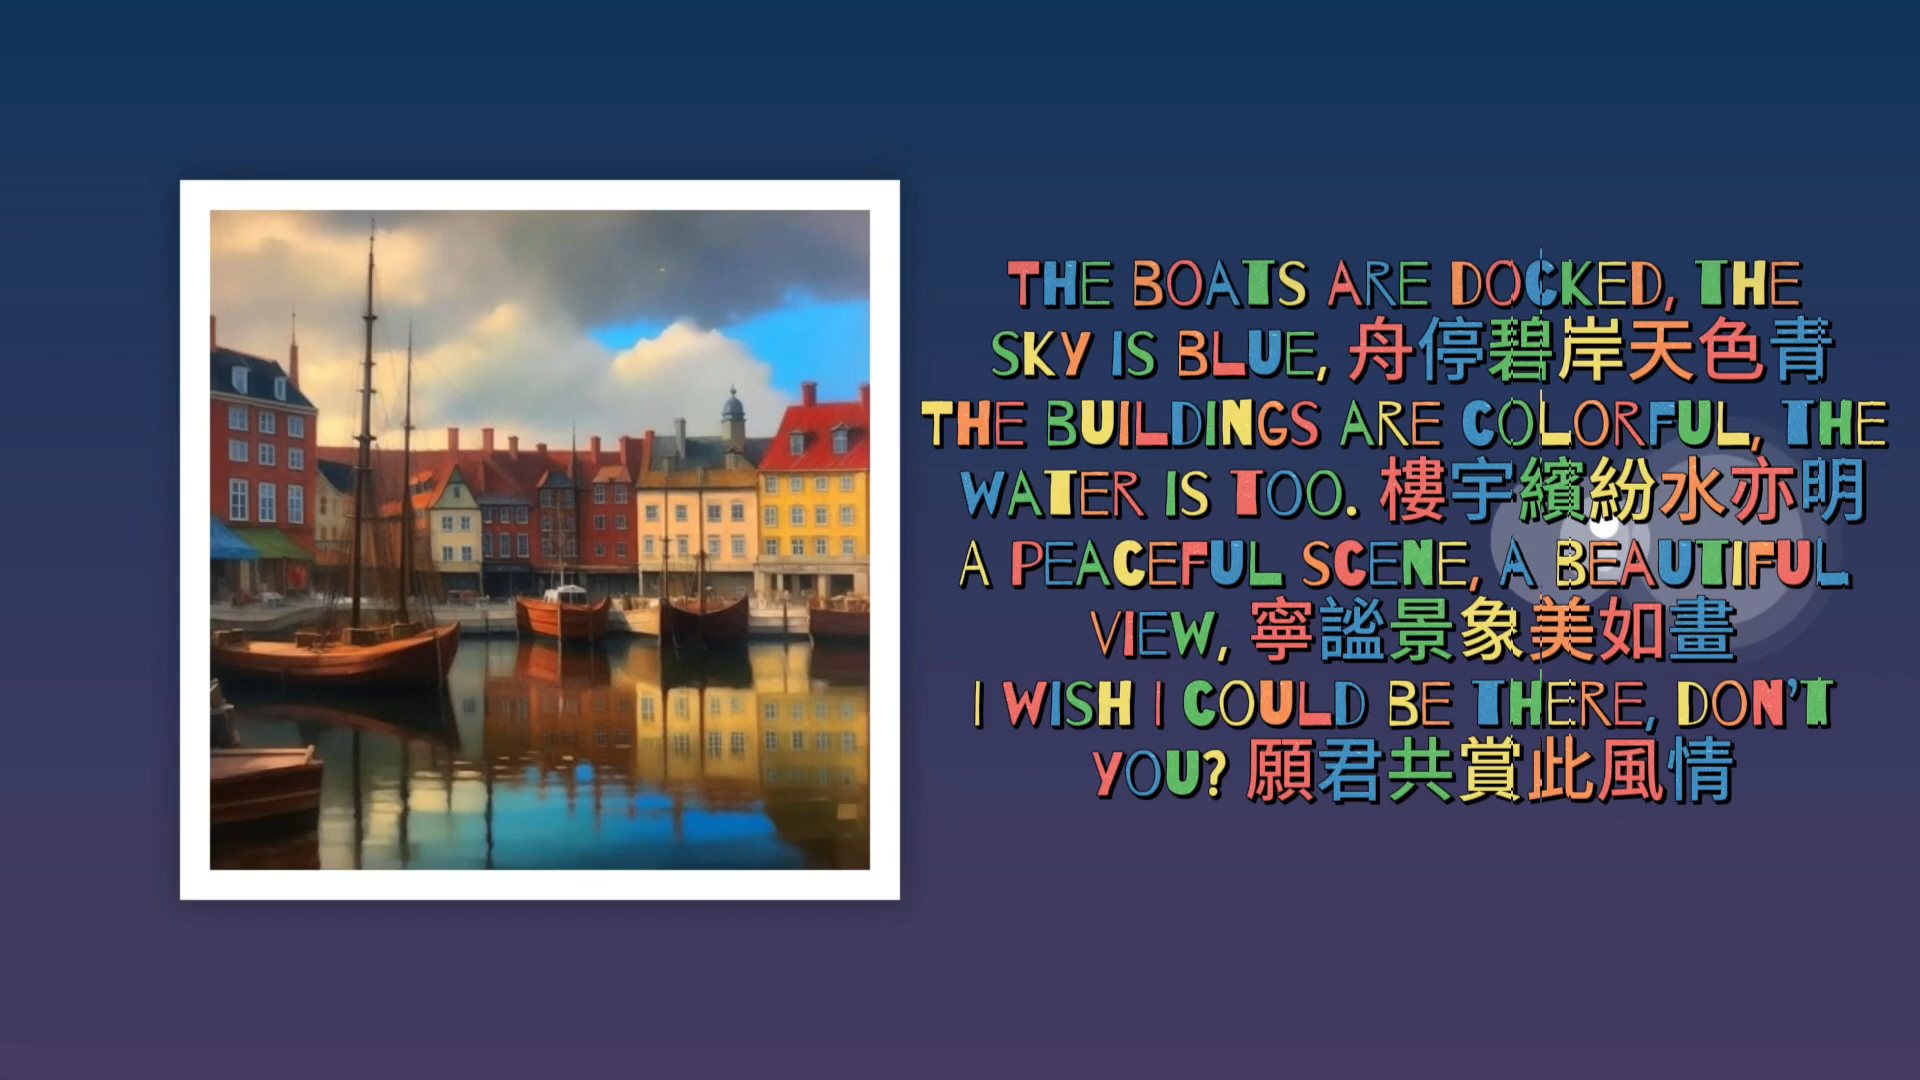 THE BOATS ARE DOCKED, THE
SKY IS BLUE, 舟停碧岸天色青
THE BUILDINGS ARE COLORFUL, THE
WATER IS TOO. 樓宇繽紛水亦明
A PEACEFUL SCENE, A BEAUTIFUL
VIEW, 寧謐景象美如畫
I WISH I COULD BE THERE, DON'T
YOU? 願君共賞此風情